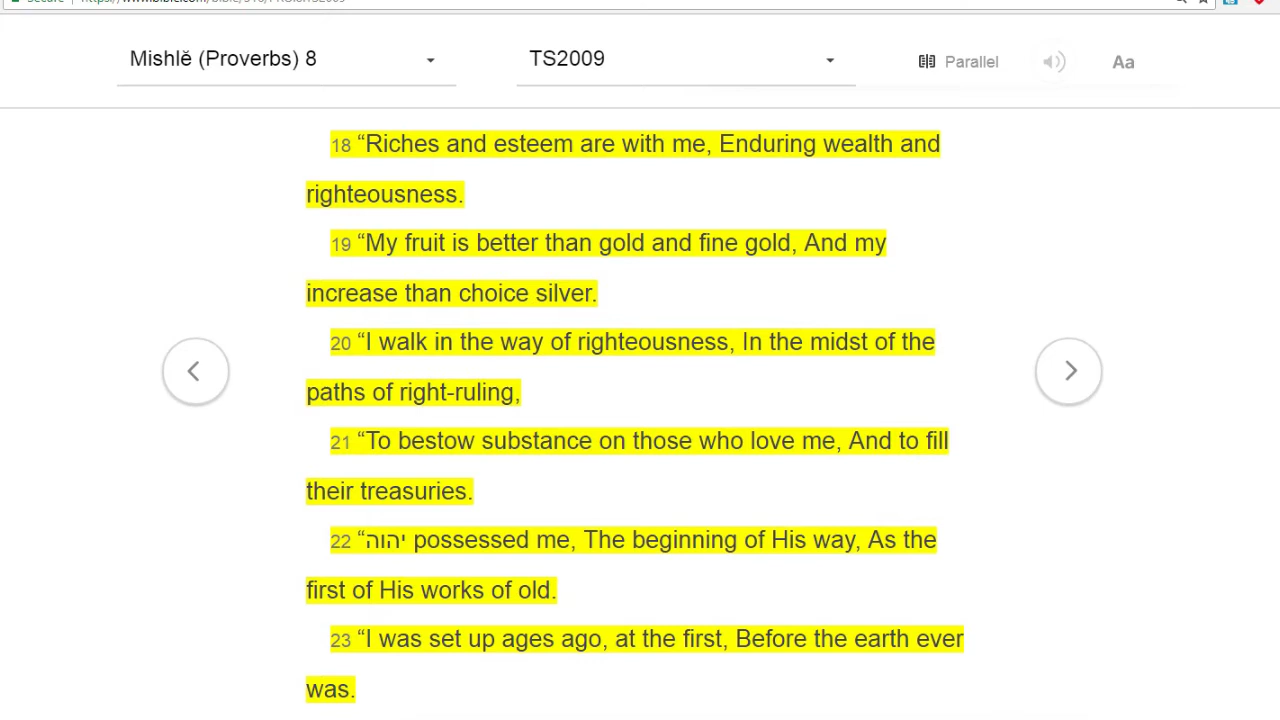 Mishlĕ (Proverbs) 8
TS2009
Parallel
Aa
18 “Riches and esteem are with me, Enduring wealth and
righteousness.
19 “My fruit is better than gold and fine gold, And my
increase than choice silver.
20 “I walk in the way of righteousness, In the midst of the
paths of right-ruling,
21 “To bestow substance on those who love me, And to fill
their treasuries.
22 “יהוה possessed me, The beginning of His way, As the
first of His works of old.
23 “I was set up ages ago, at the first, Before the earth ever
was.